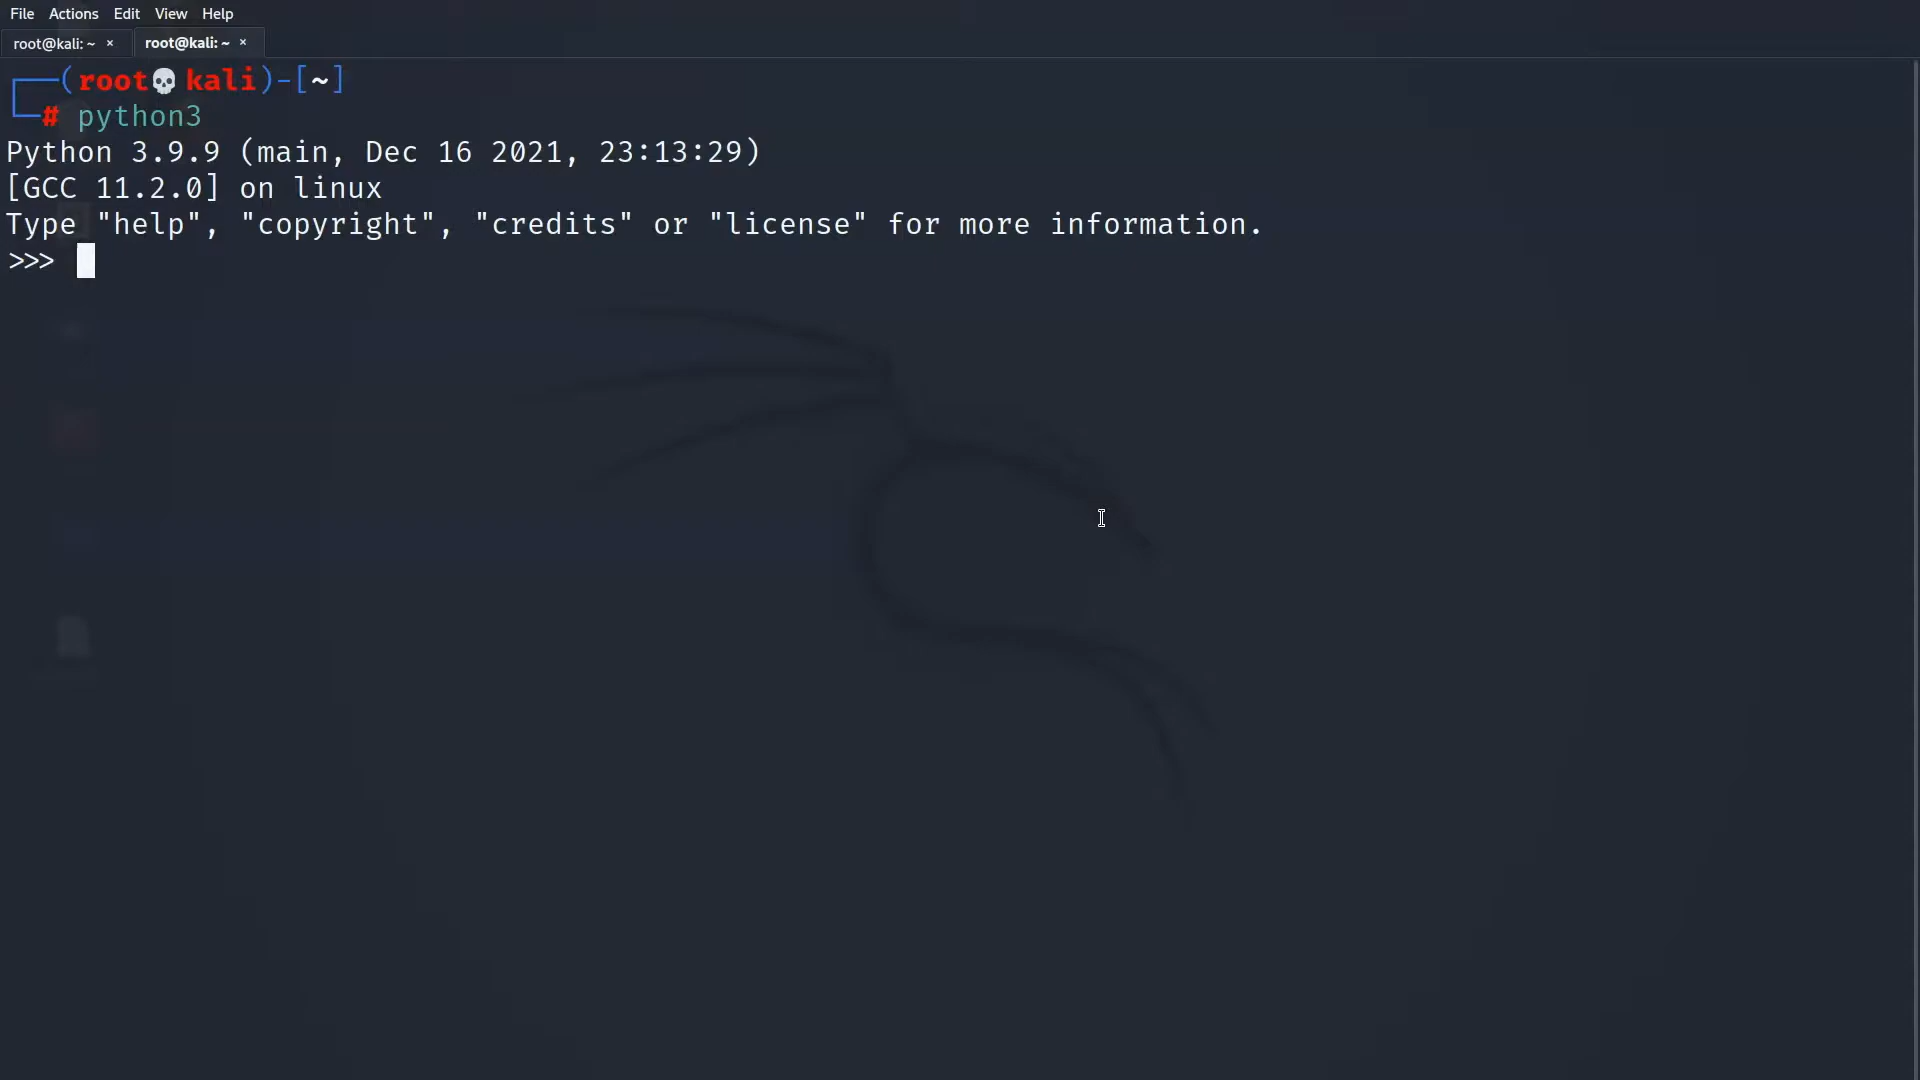 File Actions Edit View Help
root@kali: ~ × root@kali: ~ ×
┌──(root💀kali)-[~]
└─# python3
Python 3.9.9 (main, Dec 16 2021, 23:13:29)
[GCC 11.2.0] on linux
Type "help", "copyright", "credits" or "license" for more information.
>>>